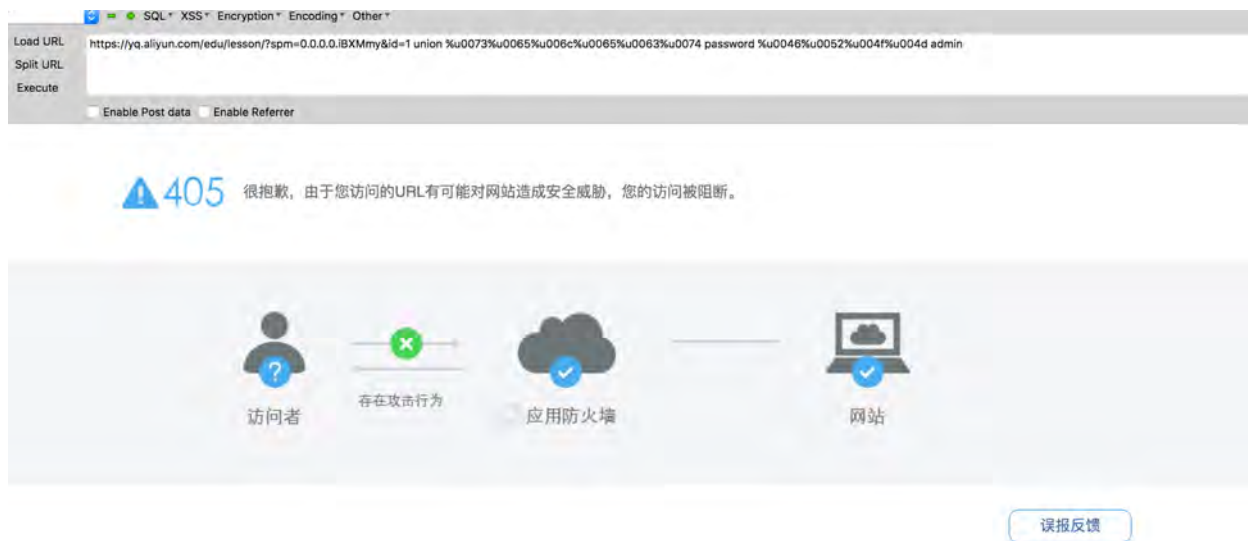 SQL XSS Encryption Encoding Other
Load URL
https://yq.aliyun.com/edu/lesson/?spm=0.0.0.0.iBXMmy&id=1 union %u0073%u0065%u006c%u0065%u0063%u0074 password %u0046%u0052%u004f%u004d admin
Split URL
Execute
Enable Post data Enable Referrer
405 很抱歉，由于您访问的URL有可能对网站造成安全威胁，您的访问被阻断。
存在攻击行为
访问者 应用防火墙 网站
误报反馈